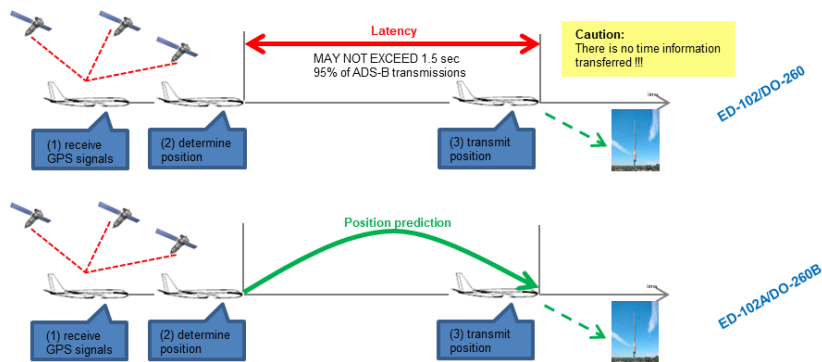 Latency
MAY NOT EXCEED 1.5 sec
95% of ADS-B transmissions
Caution:
There is no time information
transferred !!!
ED-102/DO-260
(1) receive
GPS signals
(2) determine
position
(3) transmit
position
Position prediction
ED-102A/DO-260B
(1) receive
GPS signals
(2) determine
position
(3) transmit
position